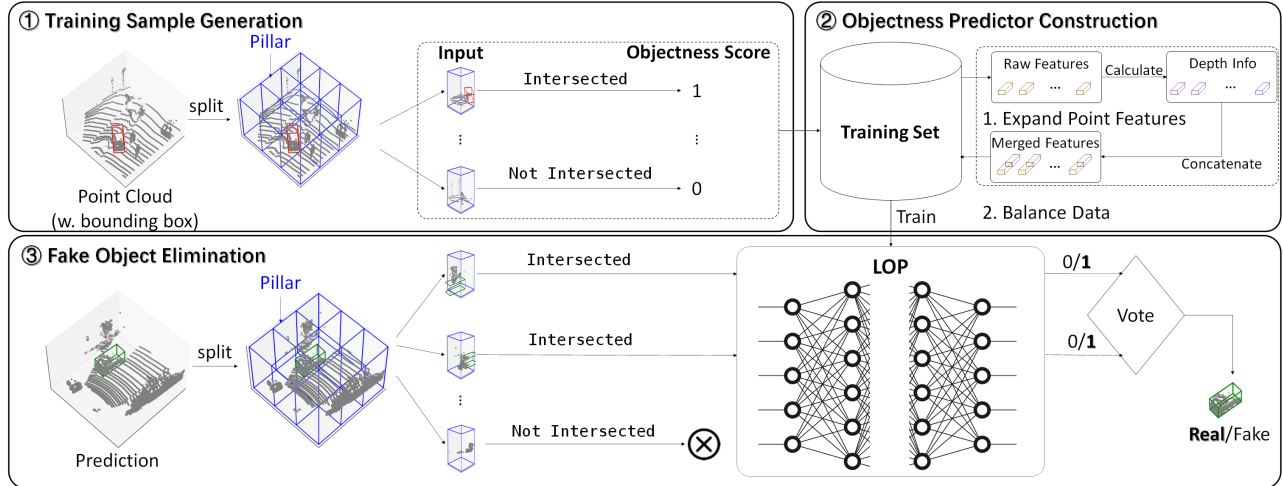 ① Training Sample Generation
Pillar
split
Point Cloud
(w. bounding box)
Input
Objectness Score
Intersected
1
...
...
Not Intersected
0
② Objectness Predictor Construction
Training Set
Raw Features
...
Calculate
Depth Info
...
1. Expand Point Features
Merged Features
...
Concatenate
2. Balance Data
Train
③ Fake Object Elimination
Pillar
split
Prediction
Intersected
Intersected
...
Not Intersected
LOP
0/1
0/1
Vote
Real/Fake